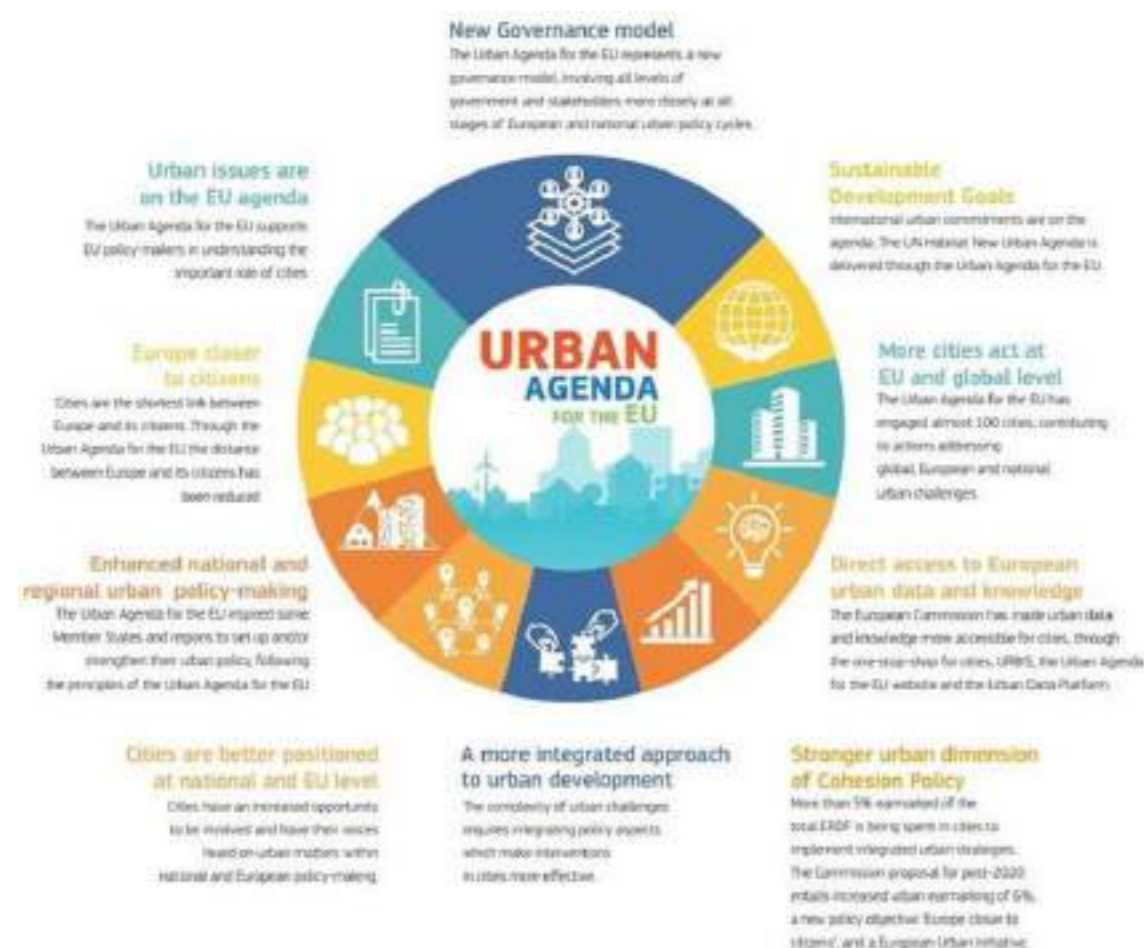 New Governance model
The Urban Agenda for the EU represents a new
governance model, involving all levels of
government and stakeholders more closely at all
stages of European and national urban policy cycles
Urban issues are
on the EU agenda
The Urban Agenda for the EU supports
EU policy-makers in understanding the
important role of cities
Sustainable
Development Goals
International urban commitments are on the
agenda. The UN Habitat New Urban Agenda is
delivered through the Urban Agenda for the EU
Europe closer
to citizens
Cities are the shortest link between
Europe and its citizens. Through the
Urban Agenda for the EU the distance
between Europe and its citizens has
been reduced
URBAN
AGENDA
FOR THE EU
More cities act at
EU and global level
The Urban Agenda for the EU has
engaged almost 100 cities, contributing
to actions addressing
global, European and national
urban challenges
Enhanced national and
regional urban policy-making
The Urban Agenda for the EU inspired some
Member States and regions to set up and/or
strengthen their urban policy, following
the principles of the Urban Agenda for the EU
Direct access to European
urban data and knowledge
The European Commission has made urban data
and knowledge more accessible for cities, through
the one-stop-shop for cities, URBIS, the Urban Agenda
for the EU website and the Urban Data Platform
Cities are better positioned
at national and EU level
Cities have an increased opportunity
to be involved and have their voices
heard on urban matters within
national and European policy-making
A more integrated approach
to urban development
The complexity of urban challenges
requires integrating policy aspects
which make interventions
in cities more effective
Stronger urban dimension
of Cohesion Policy
More than 5% earmarked of the
total ERDF is being spent in cities to
implement integrated urban strategies.
The Commission proposal for post-2020
entails increased urban earmarking of 6%,
a new policy objective 'Europe closer to
citizens', and a European Urban Initiative